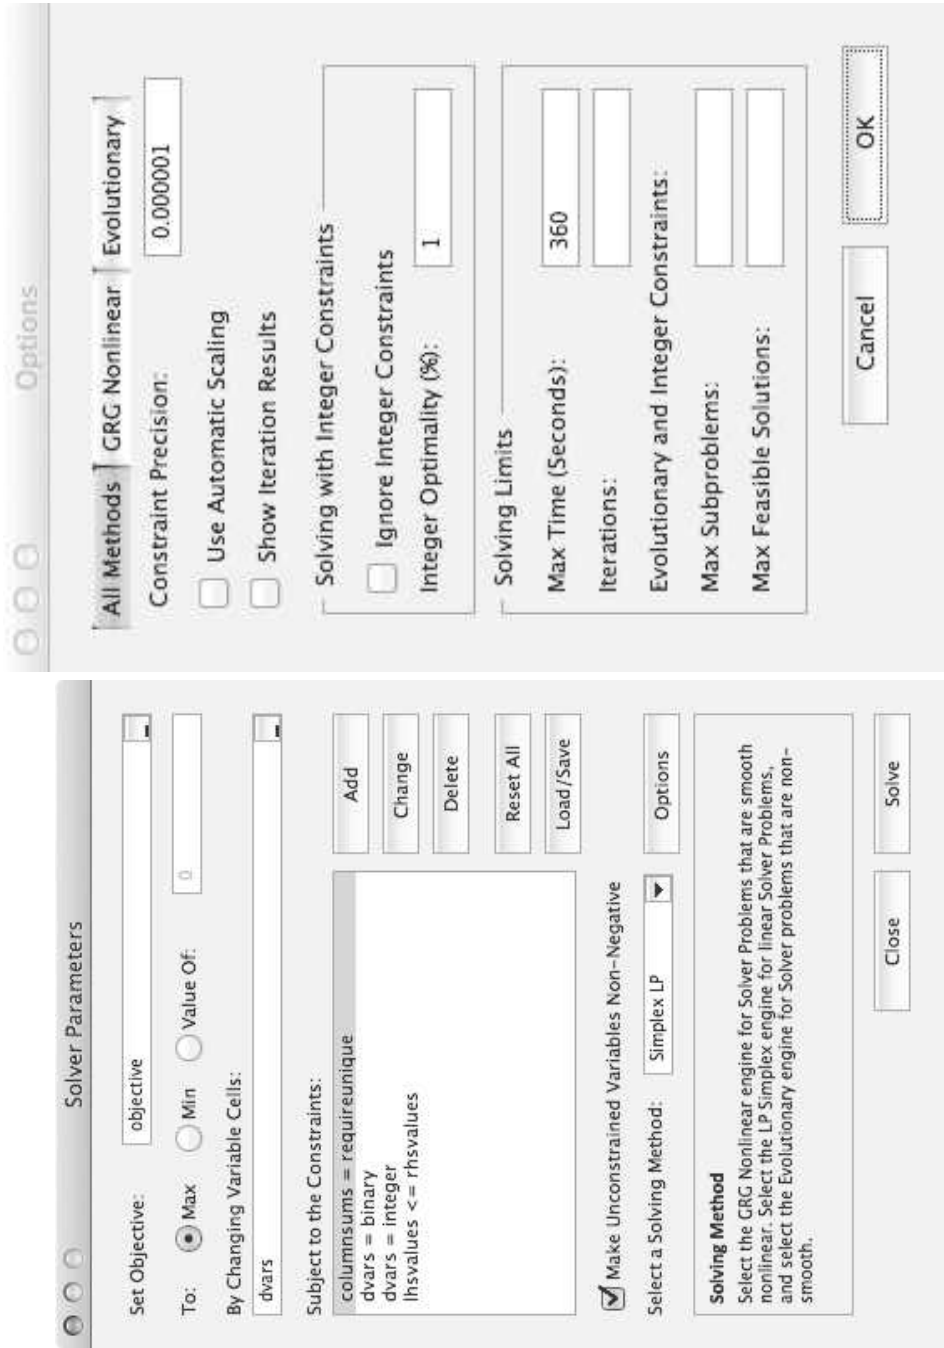 Solver Parameters
Set Objective:
objective
To:
Max
Min
Value Of:
0
By Changing Variable Cells:
dvars
Subject to the Constraints:
columnsums = requireunique
dvars = binary
dvars = integer
lhsvalues <= rhsvalues
Add
Change
Delete
Reset All
Load/Save
Make Unconstrained Variables Non-Negative
Select a Solving Method:
Simplex LP
Options
Solving Method
Select the GRG Nonlinear engine for Solver Problems that are smooth
nonlinear. Select the LP Simplex engine for linear Solver Problems,
and select the Evolutionary engine for Solver problems that are non-
smooth.
Close
Solve
Options
All Methods
GRG Nonlinear
Evolutionary
Constraint Precision:
0.000001
Use Automatic Scaling
Show Iteration Results
Solving with Integer Constraints
Ignore Integer Constraints
Integer Optimality (%):
1
Solving Limits
Max Time (Seconds):
360
Iterations:
Evolutionary and Integer Constraints:
Max Subproblems:
Max Feasible Solutions:
Cancel
OK